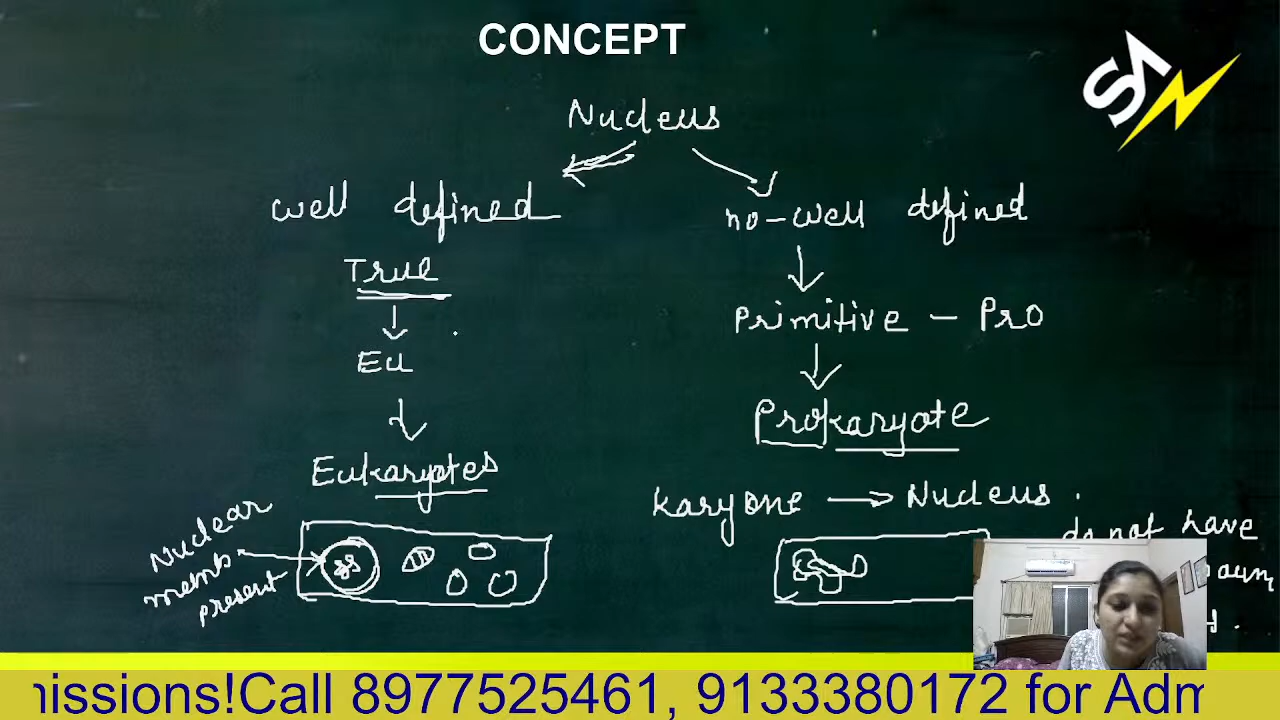 CONCEPT
SAN
Nucleus
well defined
no-well defined
True
Primitive - Pro
Eu
Prokaryote
Eukaryotes
Karyone → Nucleus
Nuclear
memb
present
do not have
missions!Call 8977525461, 9133380172 for Adm